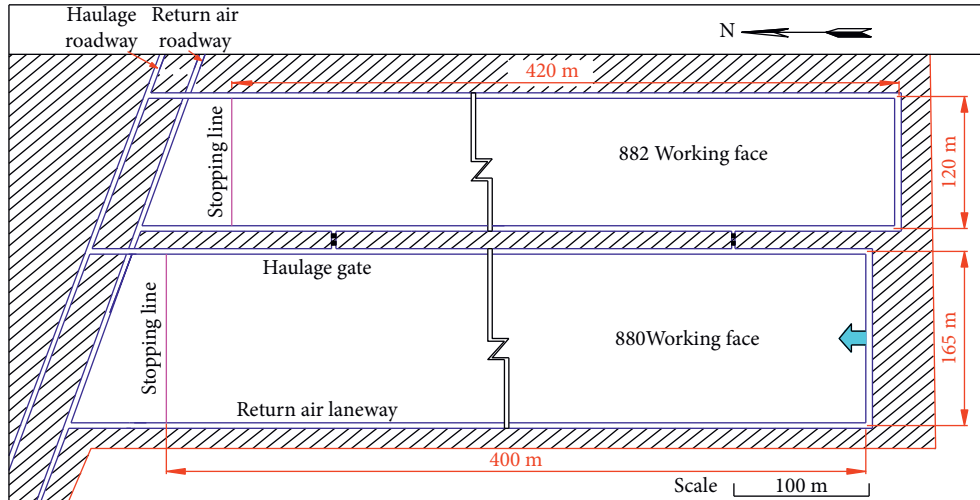 Haulage
roadway
Return air
roadway
N
420 m
Stopping line
882 Working face
120 m
Haulage gate
Stopping line
880Working face
165 m
Return air laneway
400 m
Scale
100 m